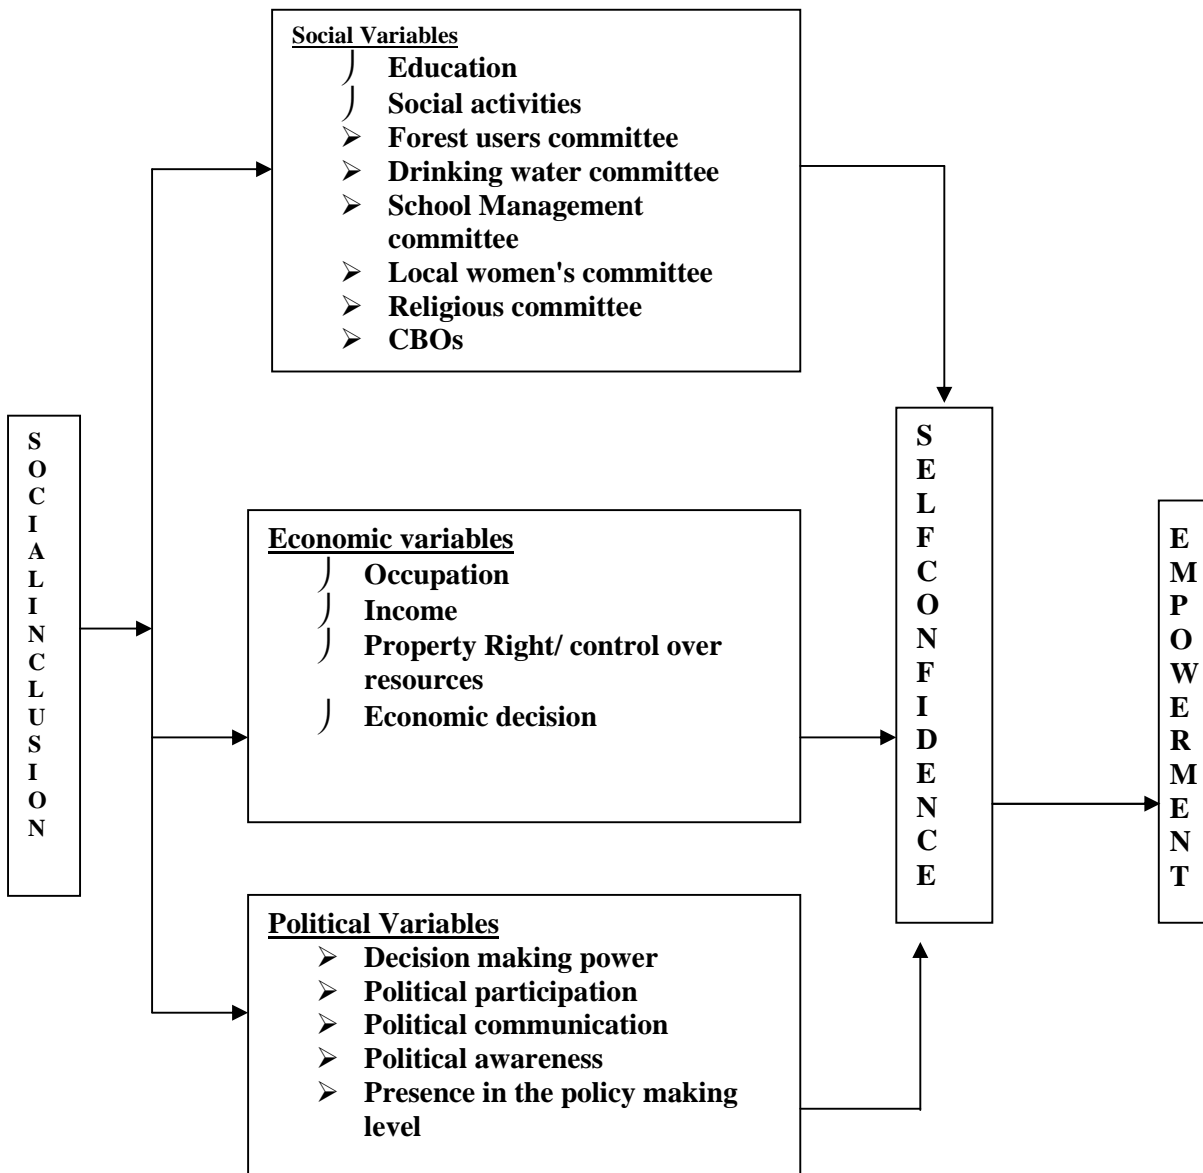 Social Variables
Education
Social activities
Forest users committee
Drinking water committee
School Management
committee
Local women's committee
Religious committee
CBOs
S
O
C
I
A
L
I
N
C
L
U
S
I
O
N
Economic variables
Occupation
Income
Property Right/ control over
resources
Economic decision
Political Variables
Decision making power
Political participation
Political communication
Political awareness
Presence in the policy making
level
S
E
L
F
C
O
N
F
I
D
E
N
C
E
E
M
P
O
W
E
R
M
E
N
T